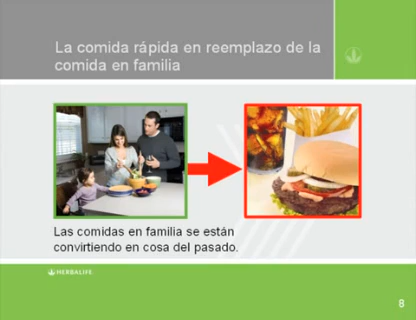 La comida rápida en reemplazo de la
comida en familia
Las comidas en familia se están
convirtiendo en cosa del pasado.
HERBALIFE
8